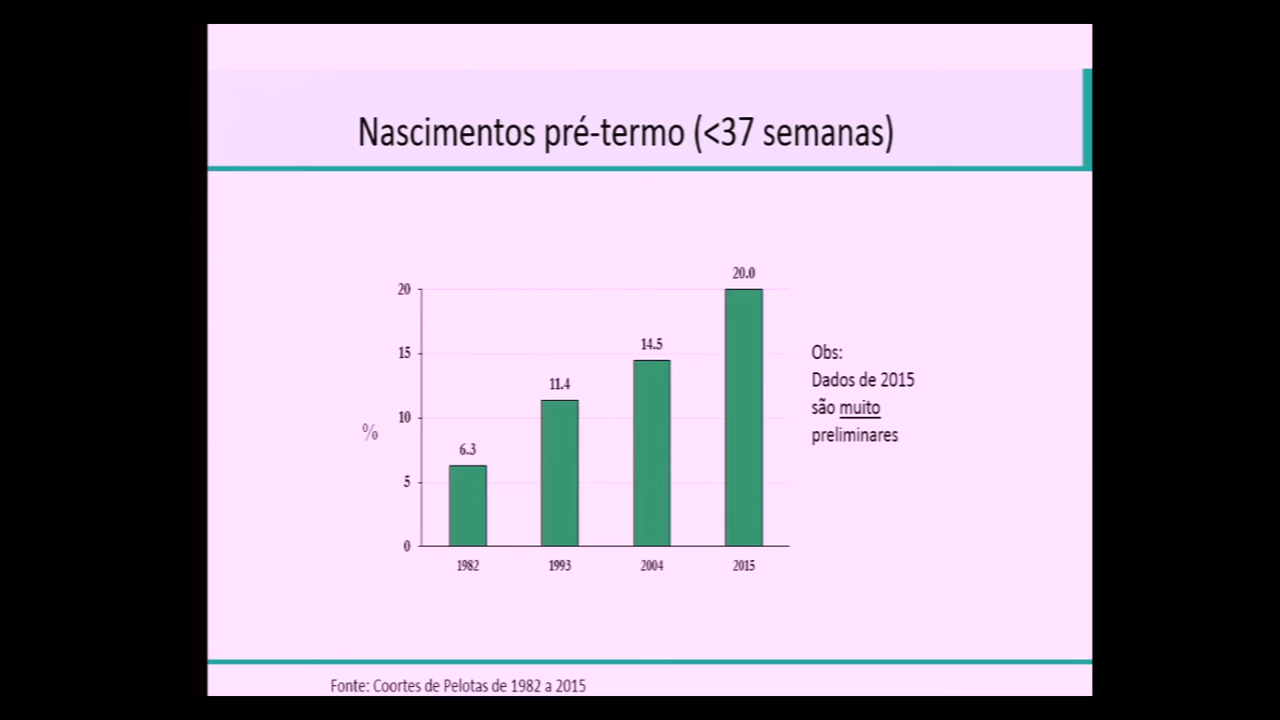 Nascimentos pré-termo (<37 semanas)
20.0
20
14.5
15
11.4
10
%
6.3
5
0
1982 1993 2004 2015
Obs:
Dados de 2015
são muito
preliminares
Fonte: Coortes de Pelotas de 1982 a 2015